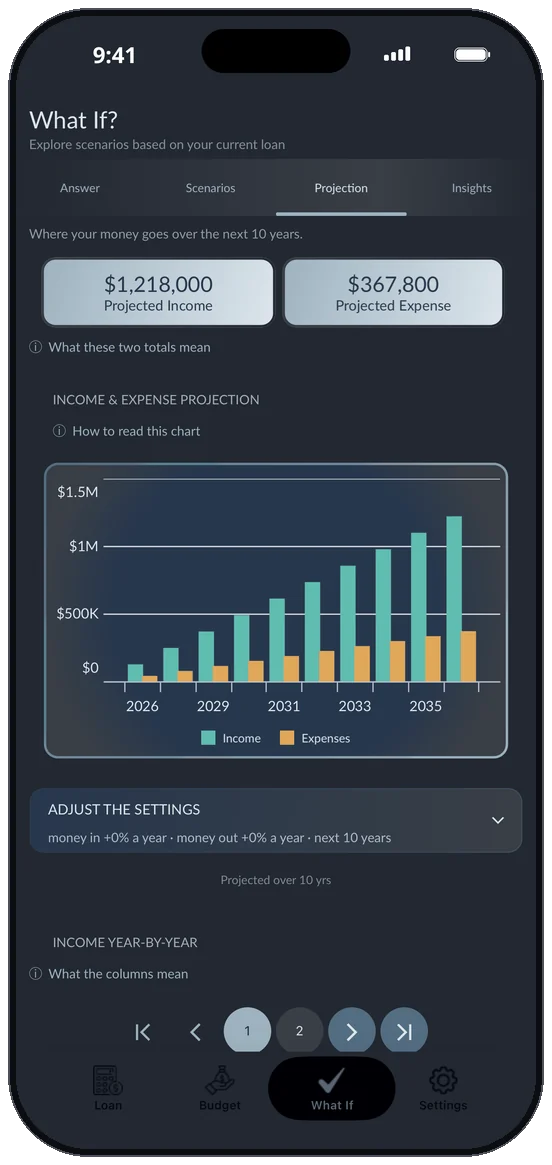 9:41
What If?
Explore scenarios based on your current loan
Answer Scenarios Projection Insights
Where your money goes over the next 10 years.
$1,218,000 $367,800
Projected Income Projected Expense
ⓘ What these two totals mean
INCOME & EXPENSE PROJECTION
ⓘ How to read this chart
$1.5M
$1M
$500K
$0
2026 2029 2031 2033 2035
Income Expenses
ADJUST THE SETTINGS
money in +0% a year · money out +0% a year · next 10 years
Projected over 10 yrs
INCOME YEAR-BY-YEAR
ⓘ What the columns mean
1 2
Loan Budget What If Settings